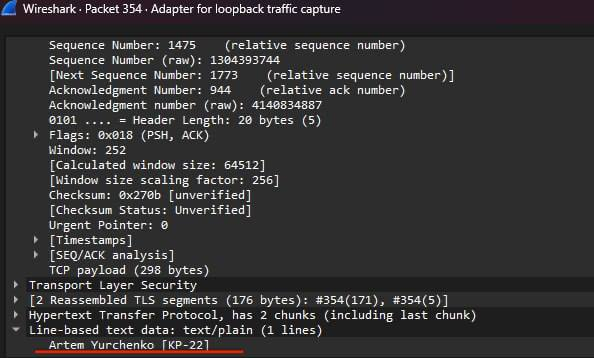 Wireshark · Packet 354 · Adapter for loopback traffic capture
Sequence Number: 1475    (relative sequence number)
Sequence Number (raw): 1304393744
[Next Sequence Number: 1773    (relative sequence number)]
Acknowledgment Number: 944    (relative ack number)
Acknowledgment number (raw): 4140834887
0101 .... = Header Length: 20 bytes (5)
Flags: 0x018 (PSH, ACK)
Window: 252
[Calculated window size: 64512]
[Window size scaling factor: 256]
Checksum: 0x270b [unverified]
[Checksum Status: Unverified]
Urgent Pointer: 0
[Timestamps]
[SEQ/ACK analysis]
TCP payload (298 bytes)
Transport Layer Security
[2 Reassembled TLS segments (176 bytes): #354(171), #354(5)]
Hypertext Transfer Protocol, has 2 chunks (including last chunk)
Line-based text data: text/plain (1 lines)
Artem Yurchenko [KP-22]